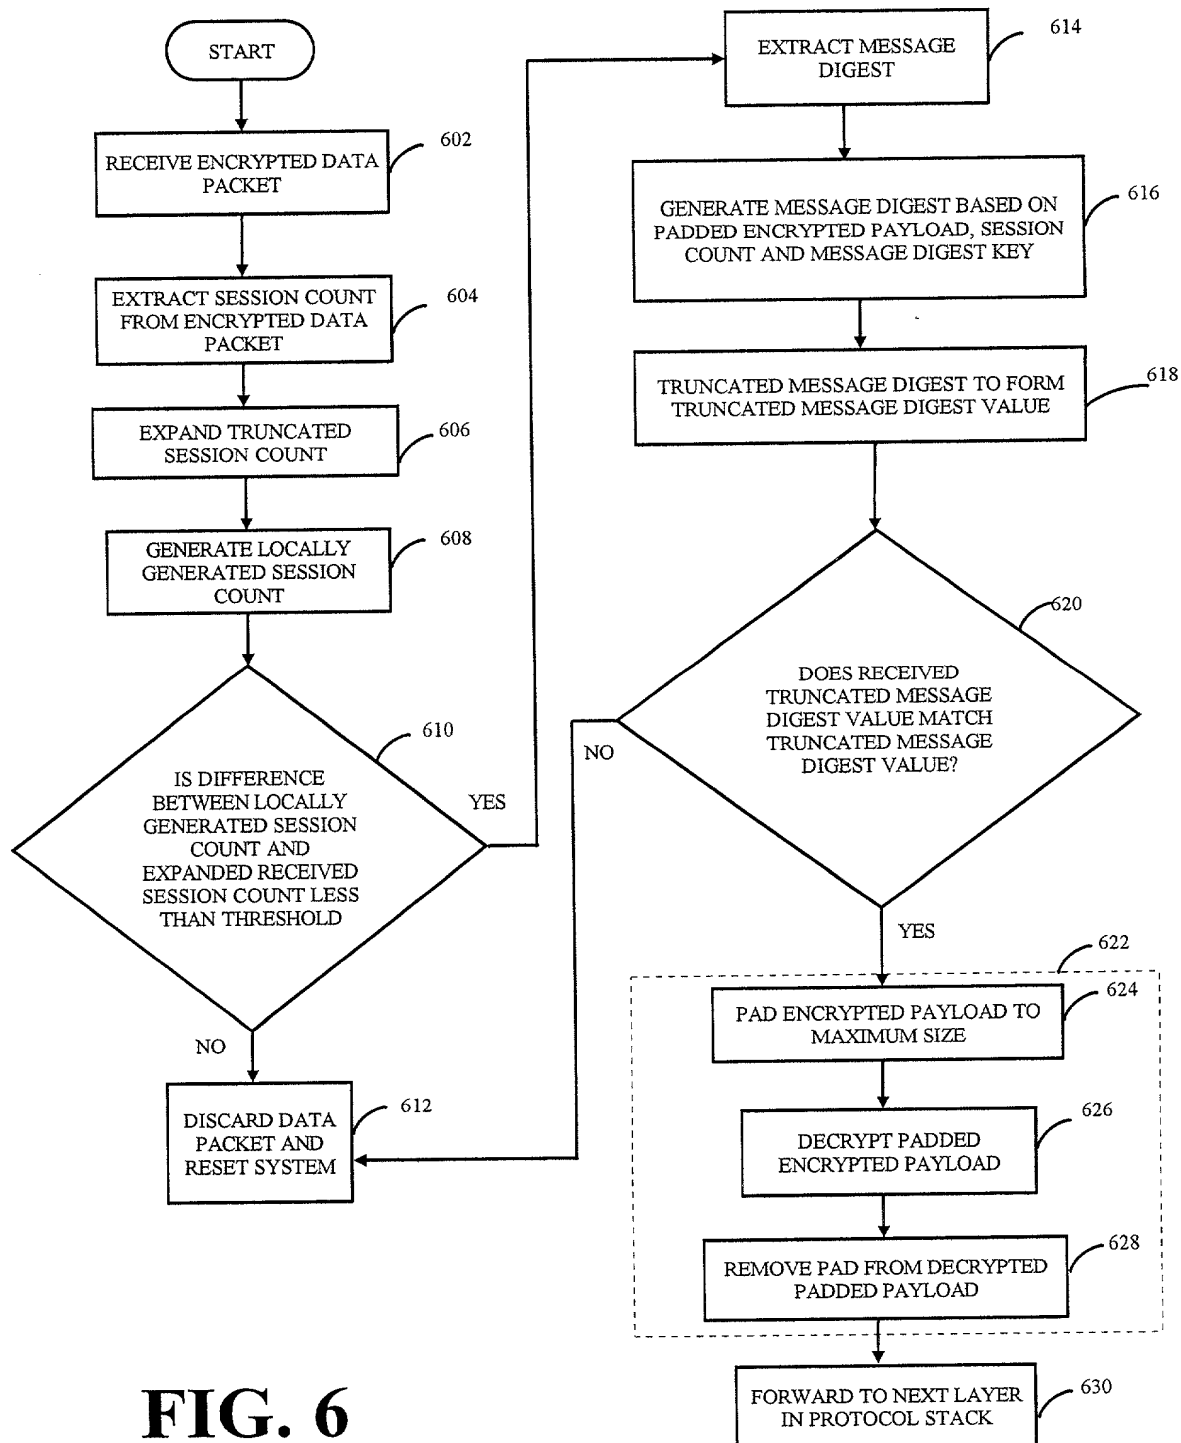 START
602
RECEIVE ENCRYPTED DATA
PACKET
604
EXTRACT SESSION COUNT
FROM ENCRYPTED DATA
PACKET
606
EXPAND TRUNCATED
SESSION COUNT
608
GENERATE LOCALLY
GENERATED SESSION
COUNT
610
IS DIFFERENCE
BETWEEN LOCALLY
GENERATED SESSION
COUNT AND
EXPANDED RECEIVED
SESSION COUNT LESS
THAN THRESHOLD
YES
NO
612
DISCARD DATA
PACKET AND
RESET SYSTEM
614
EXTRACT MESSAGE
DIGEST
616
GENERATE MESSAGE DIGEST BASED ON
PADDED ENCRYPTED PAYLOAD, SESSION
COUNT AND MESSAGE DIGEST KEY
618
TRUNCATED MESSAGE DIGEST TO FORM
TRUNCATED MESSAGE DIGEST VALUE
620
DOES RECEIVED
TRUNCATED MESSAGE
DIGEST VALUE MATCH
TRUNCATED MESSAGE
DIGEST VALUE?
NO
YES
622
624
PAD ENCRYPTED PAYLOAD TO
MAXIMUM SIZE
626
DECRYPT PADDED
ENCRYPTED PAYLOAD
628
REMOVE PAD FROM DECRYPTED
PADDED PAYLOAD
630
FORWARD TO NEXT LAYER
IN PROTOCOL STACK
FIG. 6